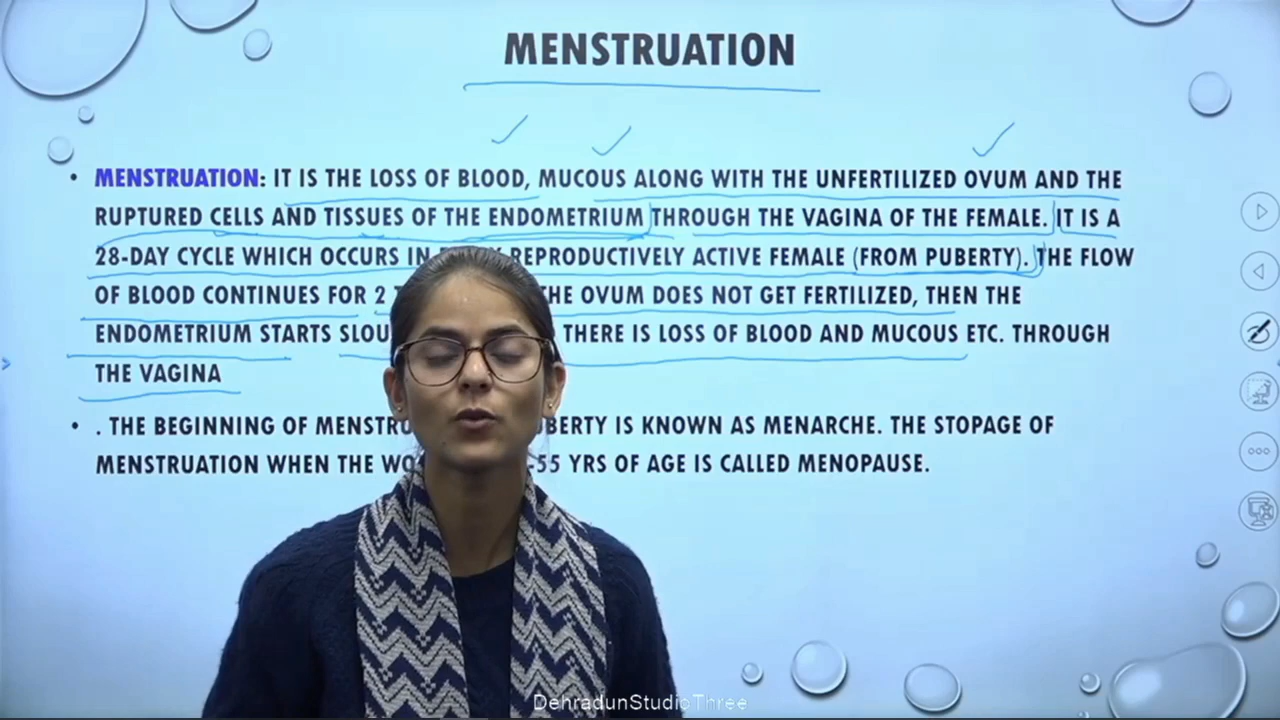 MENSTRUATION
• MENSTRUATION: IT IS THE LOSS OF BLOOD, MUCOUS ALONG WITH THE UNFERTILIZED OVUM AND THE
RUPTURED CELLS AND TISSUES OF THE ENDOMETRIUM THROUGH THE VAGINA OF THE FEMALE. IT IS A
28-DAY CYCLE WHICH OCCURS IN REPRODUCTIVELY ACTIVE FEMALE (FROM PUBERTY). THE FLOW
OF BLOOD CONTINUES FOR 2 THE OVUM DOES NOT GET FERTILIZED, THEN THE
ENDOMETRIUM STARTS THERE IS LOSS OF BLOOD AND MUCOUS ETC. THROUGH
THE VAGINA
• . THE BEGINNING OF IS KNOWN AS MENARCHE. THE STOPAGE OF
MENSTRUATION WHEN THE -55 YRS OF AGE IS CALLED MENOPAUSE.
DehradunStudioThree